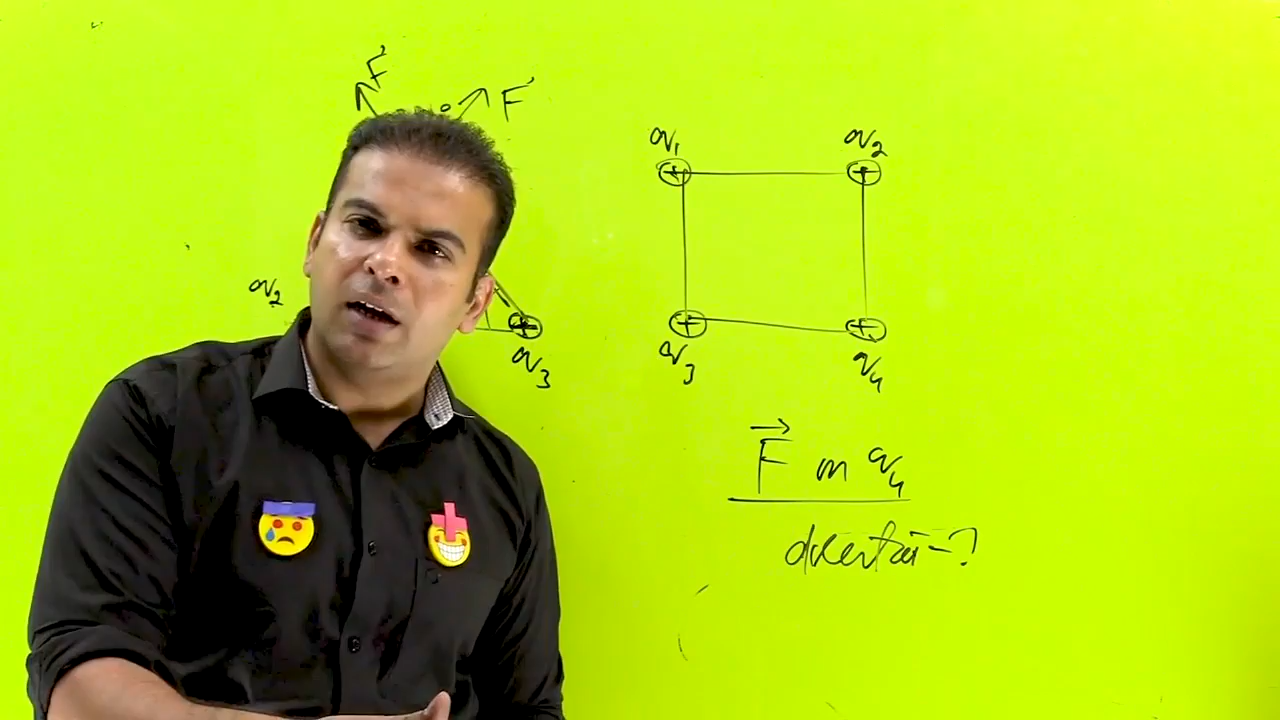 F
F
q1
q2
q2
q3
q3
q4
F on q4
direction = ?